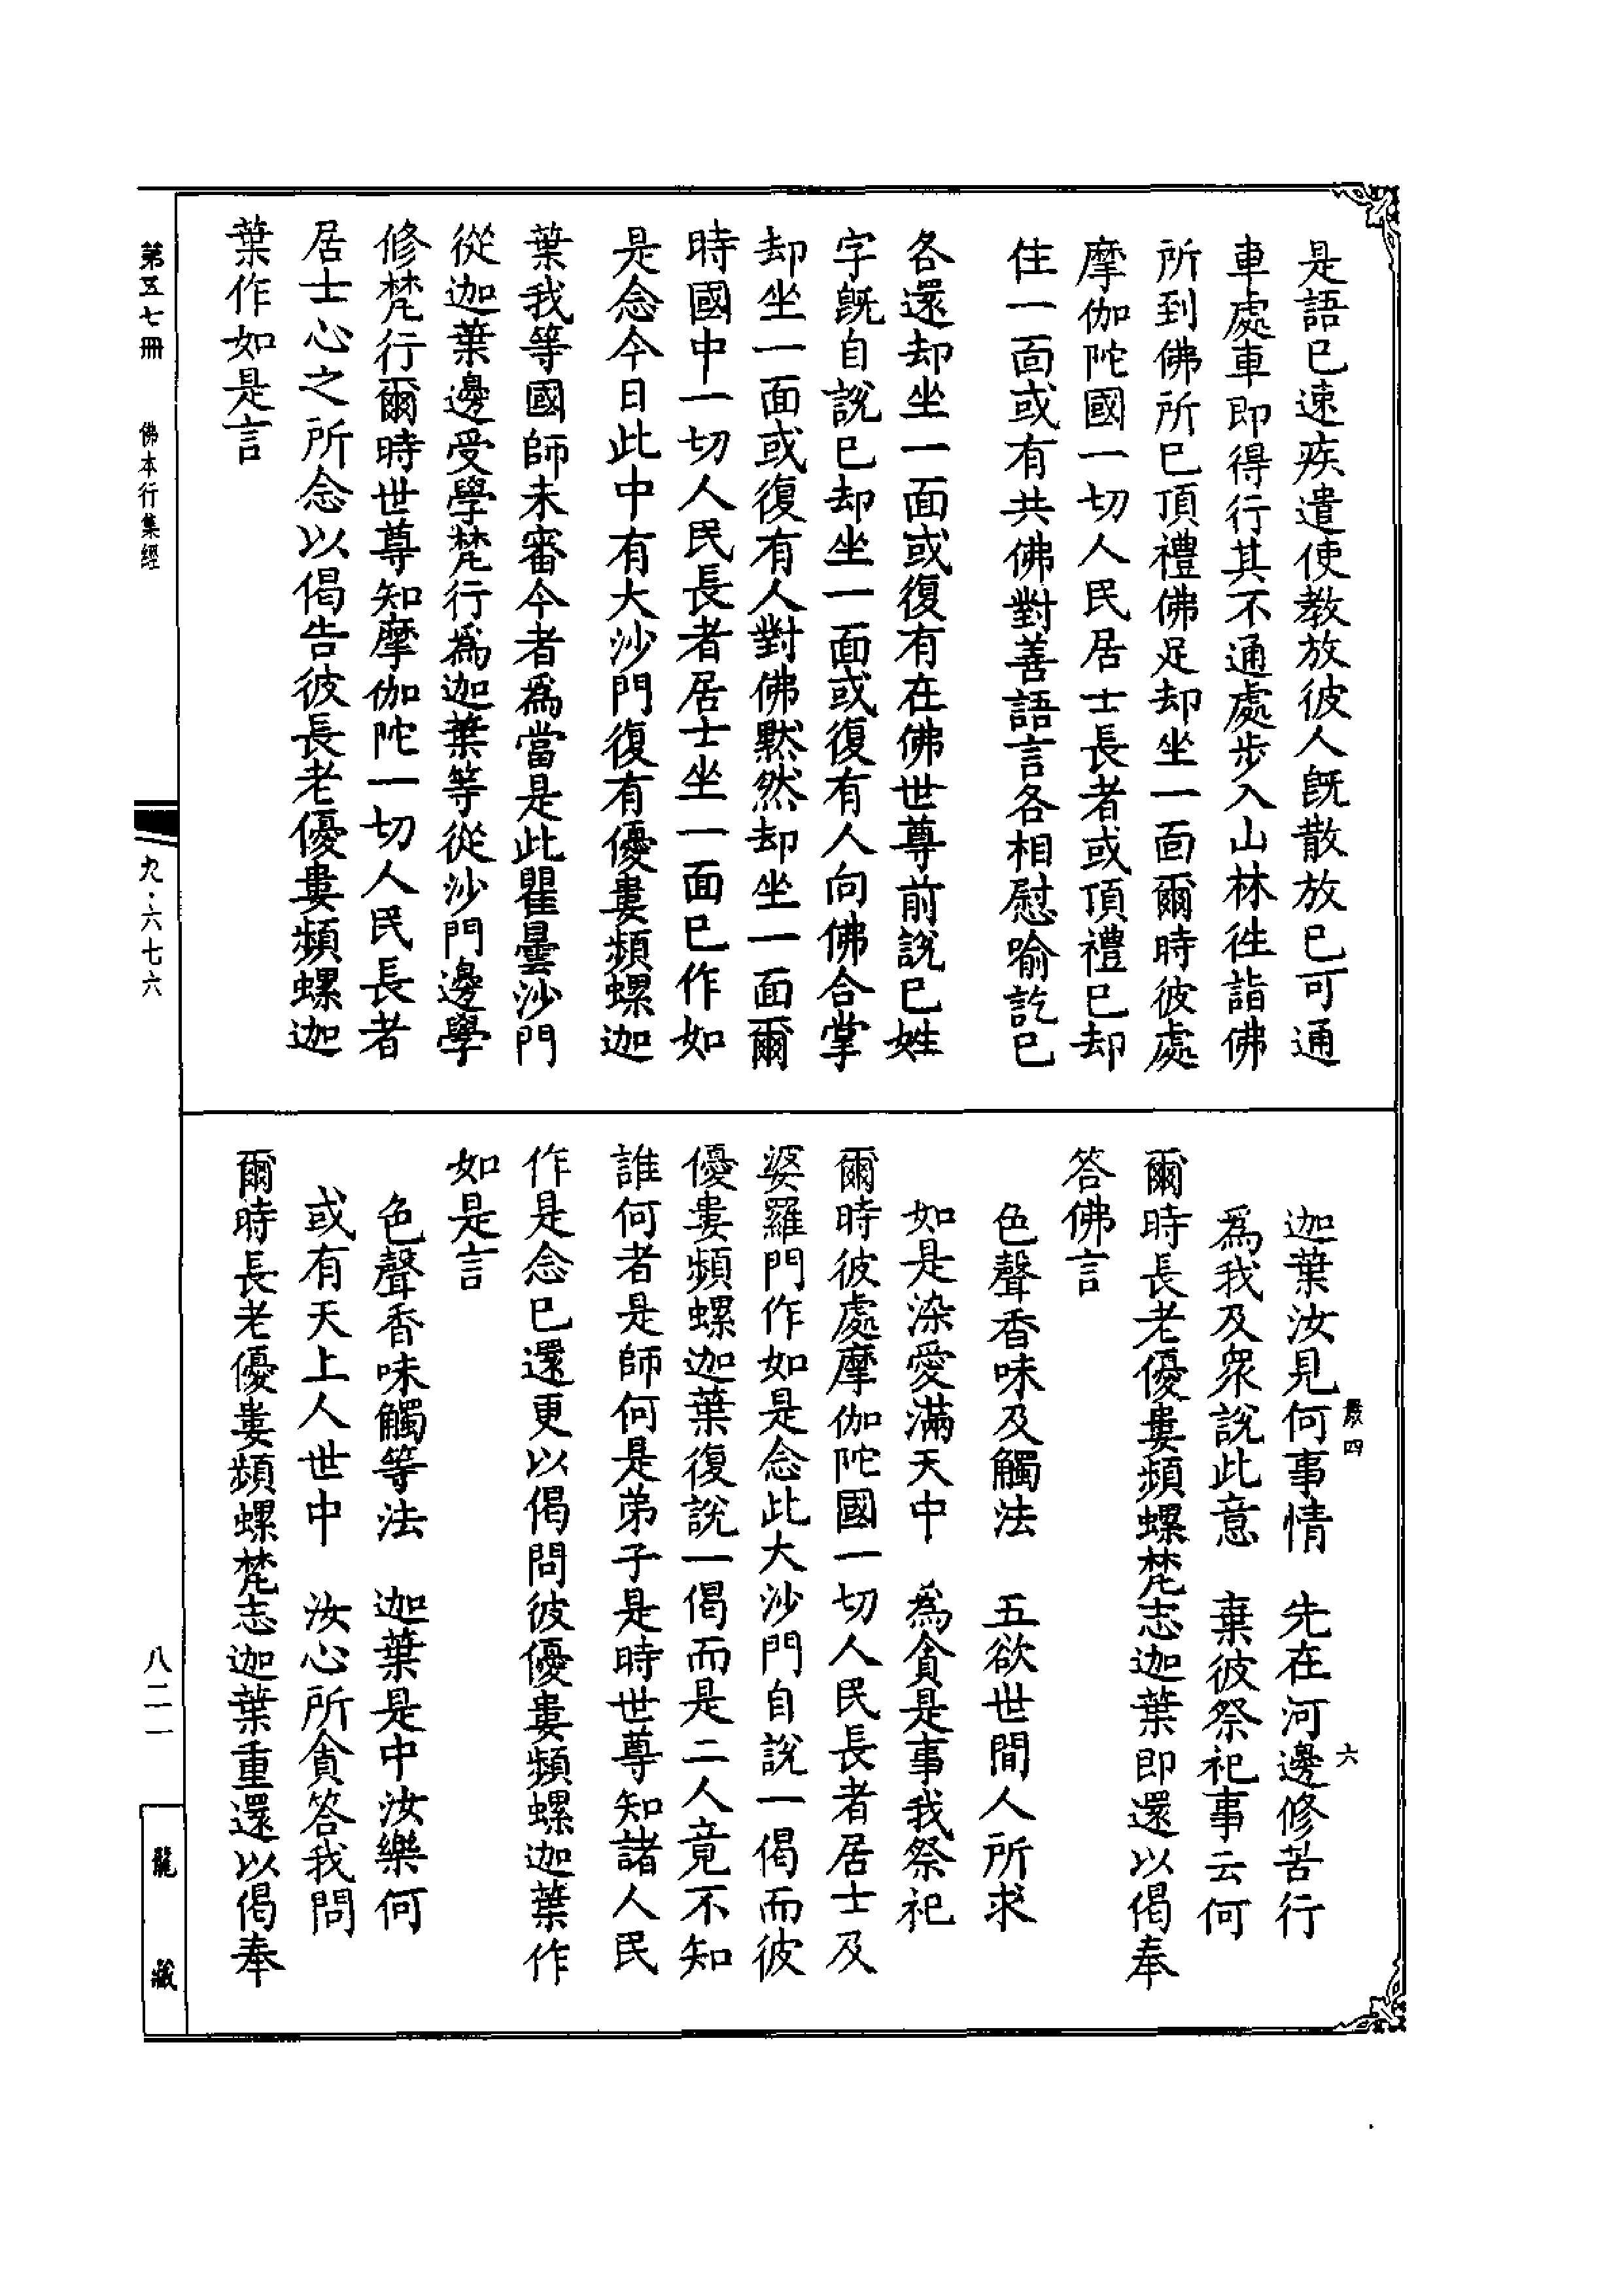 是語已速疾遣使教放彼人既散放已可通
車處車即得行其不通處步入山林徃詣佛
所到佛所已頂禮佛足却坐一面爾時彼處
摩伽陀國一切人民居士長者或頂禮已却
住一面或有共佛對善語言各相慰喻訖已
各還却坐一面或復有在佛世尊前說已姓
字既自說已却坐一面或復有人向佛合掌
却坐一面或復有人對佛默然却坐一面爾
時國中一切人民長者居士坐一面已作如
是念今日此中有大沙門復有優婁頻螺迦
葉我等國師未審今者為當是此瞿曇沙門
從迦葉邊受學梵行為迦葉等從沙門邊學
修梵行爾時世尊知摩伽陀一切人民長者
居士心之所念以偈告彼長老優婁頻螺迦
葉作如是言
迦葉汝見何事情　先在河邊修苦行
為我及衆說此意　棄彼祭祀事云何
爾時長老優婁頻螺梵志迦葉即還以偈奉
答佛言
色聲香味及觸法　五欲世間人所求
如是染愛滿天中　為貪是事我祭祀
爾時彼處摩伽陀國一切人民長者居士及
婆羅門作如是念此大沙門自說一偈而彼
優婁頻螺迦葉復說一偈而是二人竟不知
誰何者是師何是弟子是時世尊知諸人民
作是念已還更以偈問彼優婁頻螺迦葉作
如是言
色聲香味觸等法　迦葉是中汝樂何
或有天上人世中　汝心所貪答我問
爾時長老優婁頻螺梵志迦葉重還以偈奉
嚴四
六
第五七冊
佛本行集經
九·六七六
八二一
龍藏